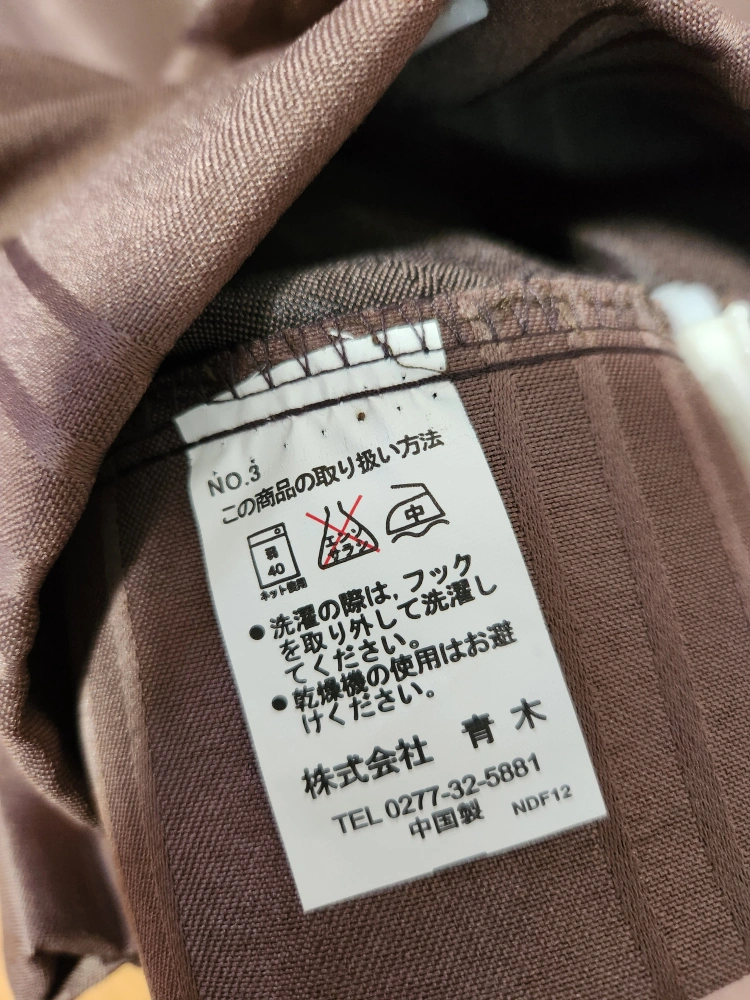 NO.3
この商品の取り扱い方法
弱
40
ネット使用
エンソ
サラシ
中
●洗濯の際は,フック
を取り外して洗濯し
てください。
●乾燥機の使用はお避
けください。
株式会社 青木
TEL 0277-32-5881
中国製 NDF12